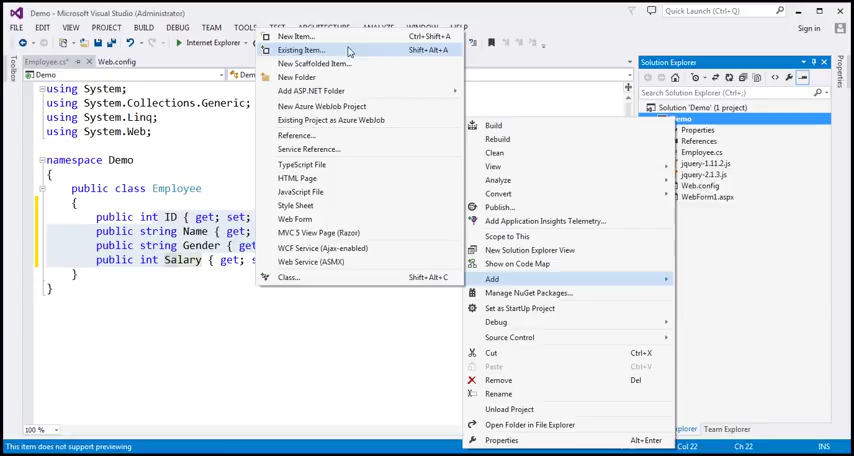 Demo - Microsoft Visual Studio (Administrator)
Quick Launch (Ctrl+Q)
FILE EDIT VIEW PROJECT BUILD DEBUG TEAM TOOLS TEST ARCHITECTURE ANALYZE WINDOW HELP
Sign in
Internet Explorer
Toolbox
Employee.cs*
Web.config
Demo
using System;
using System.Collections.Generic;
using System.Linq;
using System.Web;
namespace Demo
{
public class Employee
{
public int ID { get; set;
public string Name { get;
public string Gender { get
public int Salary { get;
}
}
100 %
New Item... Ctrl+Shift+A
Existing Item... Shift+Alt+A
New Scaffolded Item...
New Folder
Add ASP.NET Folder
New Azure WebJob Project
Existing Project as Azure WebJob
Reference...
Service Reference...
TypeScript File
HTML Page
JavaScript File
Style Sheet
Web Form
MVC 5 View Page (Razor)
WCF Service (Ajax-enabled)
Web Service (ASMX)
Class... Shift+Alt+C
Build
Rebuild
Clean
View
Analyze
Convert
Publish...
Add Application Insights Telemetry...
Scope to This
New Solution Explorer View
Show on Code Map
Add
Manage NuGet Packages...
Set as StartUp Project
Debug
Source Control
Cut Ctrl+X
Paste Ctrl+V
Remove Del
Rename
Unload Project
Open Folder in File Explorer
Properties Alt+Enter
Solution Explorer
Search Solution Explorer (Ctrl+;)
Solution 'Demo' (1 project)
Demo
Properties
References
Employee.cs
jquery-1.11.2.js
jquery-2.1.3.js
Web.config
WebForm1.aspx
Team Explorer
Properties
This item does not support previewing
Ln 12 Col 22 Ch 22